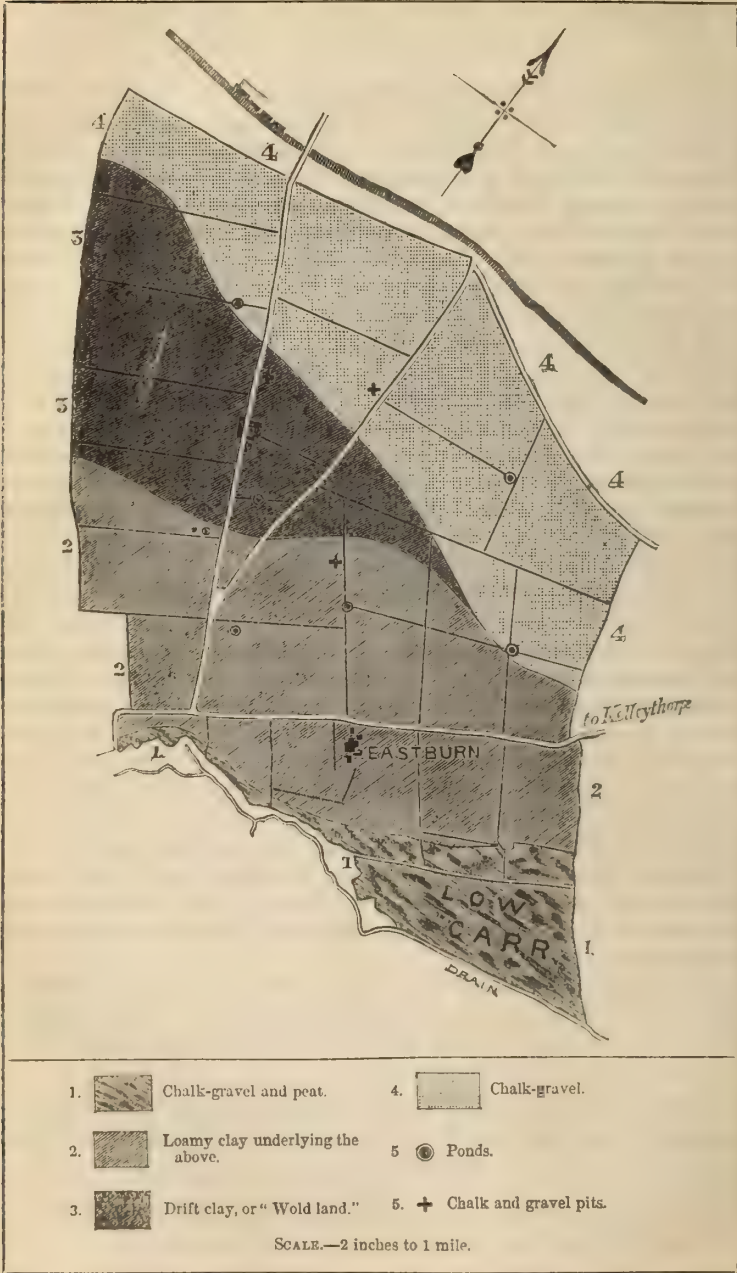 4
4
3
4
3
4
2
4
2
to Kelleythorpe
1
EASTBURN
2
1
LOW
CARR
1.
DRAIN
1. Chalk-gravel and peat.
4. Chalk-gravel.
2. Loamy clay underlying the
above.
5 Ponds.
3. Drift clay, or "Wold land."
5. Chalk and gravel pits.
SCALE.—2 inches to 1 mile.